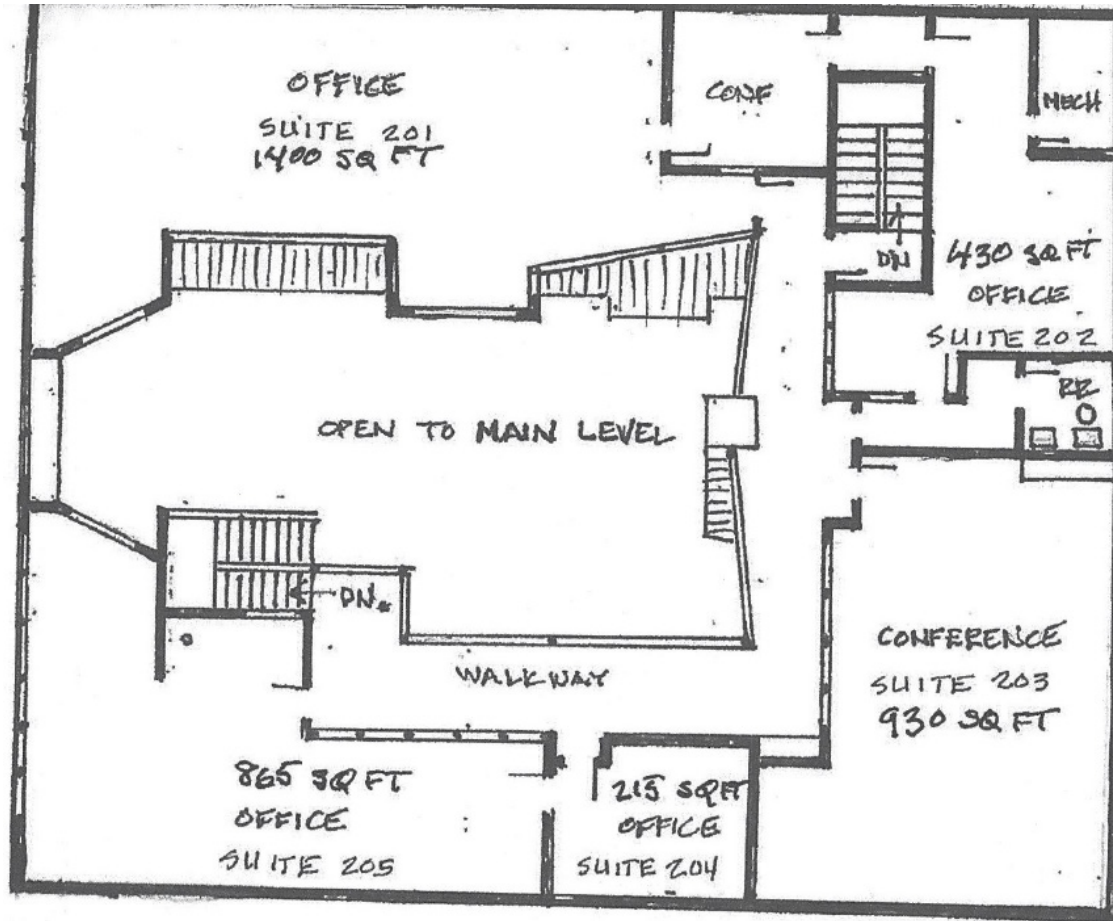 OFFICE
SUITE 201
1400 SQ FT
CONF
MECH
DN
430 SQ FT
OFFICE
SUITE 202
RR
OPEN TO MAIN LEVEL
DN
WALKWAY
CONFERENCE
SUITE 203
930 SQ FT
865 SQ FT
OFFICE
SUITE 205
215 SQ FT
OFFICE
SUITE 204